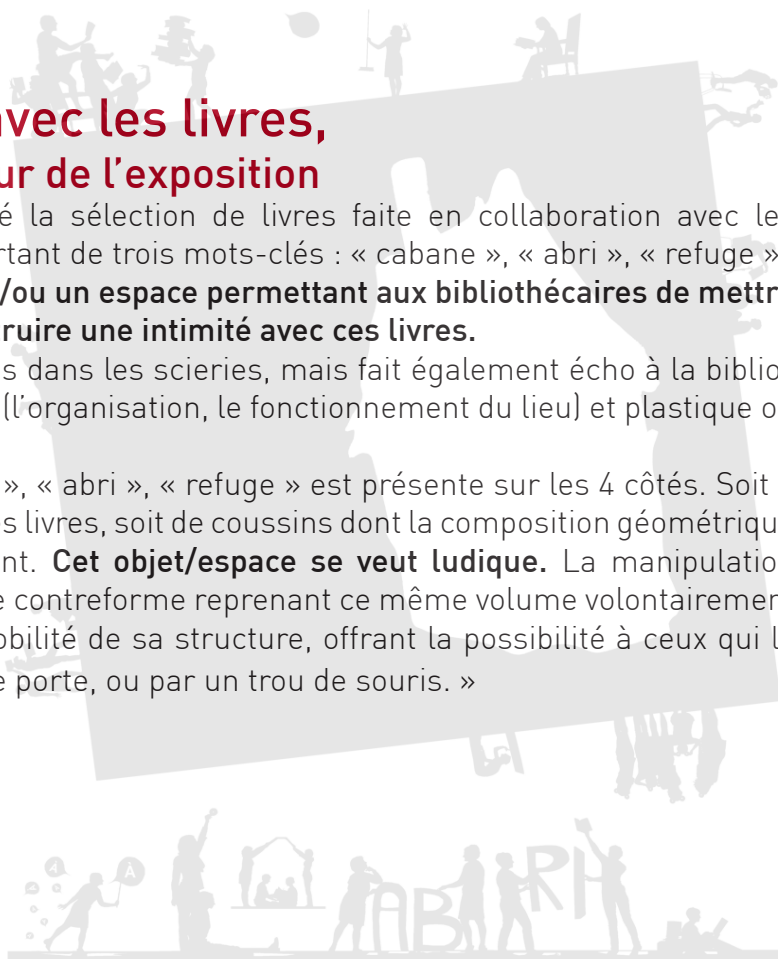 avec les livres,
ur de l’exposition
é la sélection de livres faite en collaboration avec le
rtant de trois mots-clés : « cabane », « abri », « refuge »
/ou un espace permettant aux bibliothécaires de mettr
ruire une intimité avec ces livres.
s dans les scieries, mais fait également écho à la biblio
(l’organisation, le fonctionnement du lieu) et plastique o
», « abri », « refuge » est présente sur les 4 côtés. Soit
es livres, soit de coussins dont la composition géométriqu
nt. Cet objet/espace se veut ludique. La manipulatio
e contreforme reprenant ce même volume volontairemen
obilité de sa structure, offrant la possibilité à ceux qui l
e porte, ou par un trou de souris. »
À
ABRI